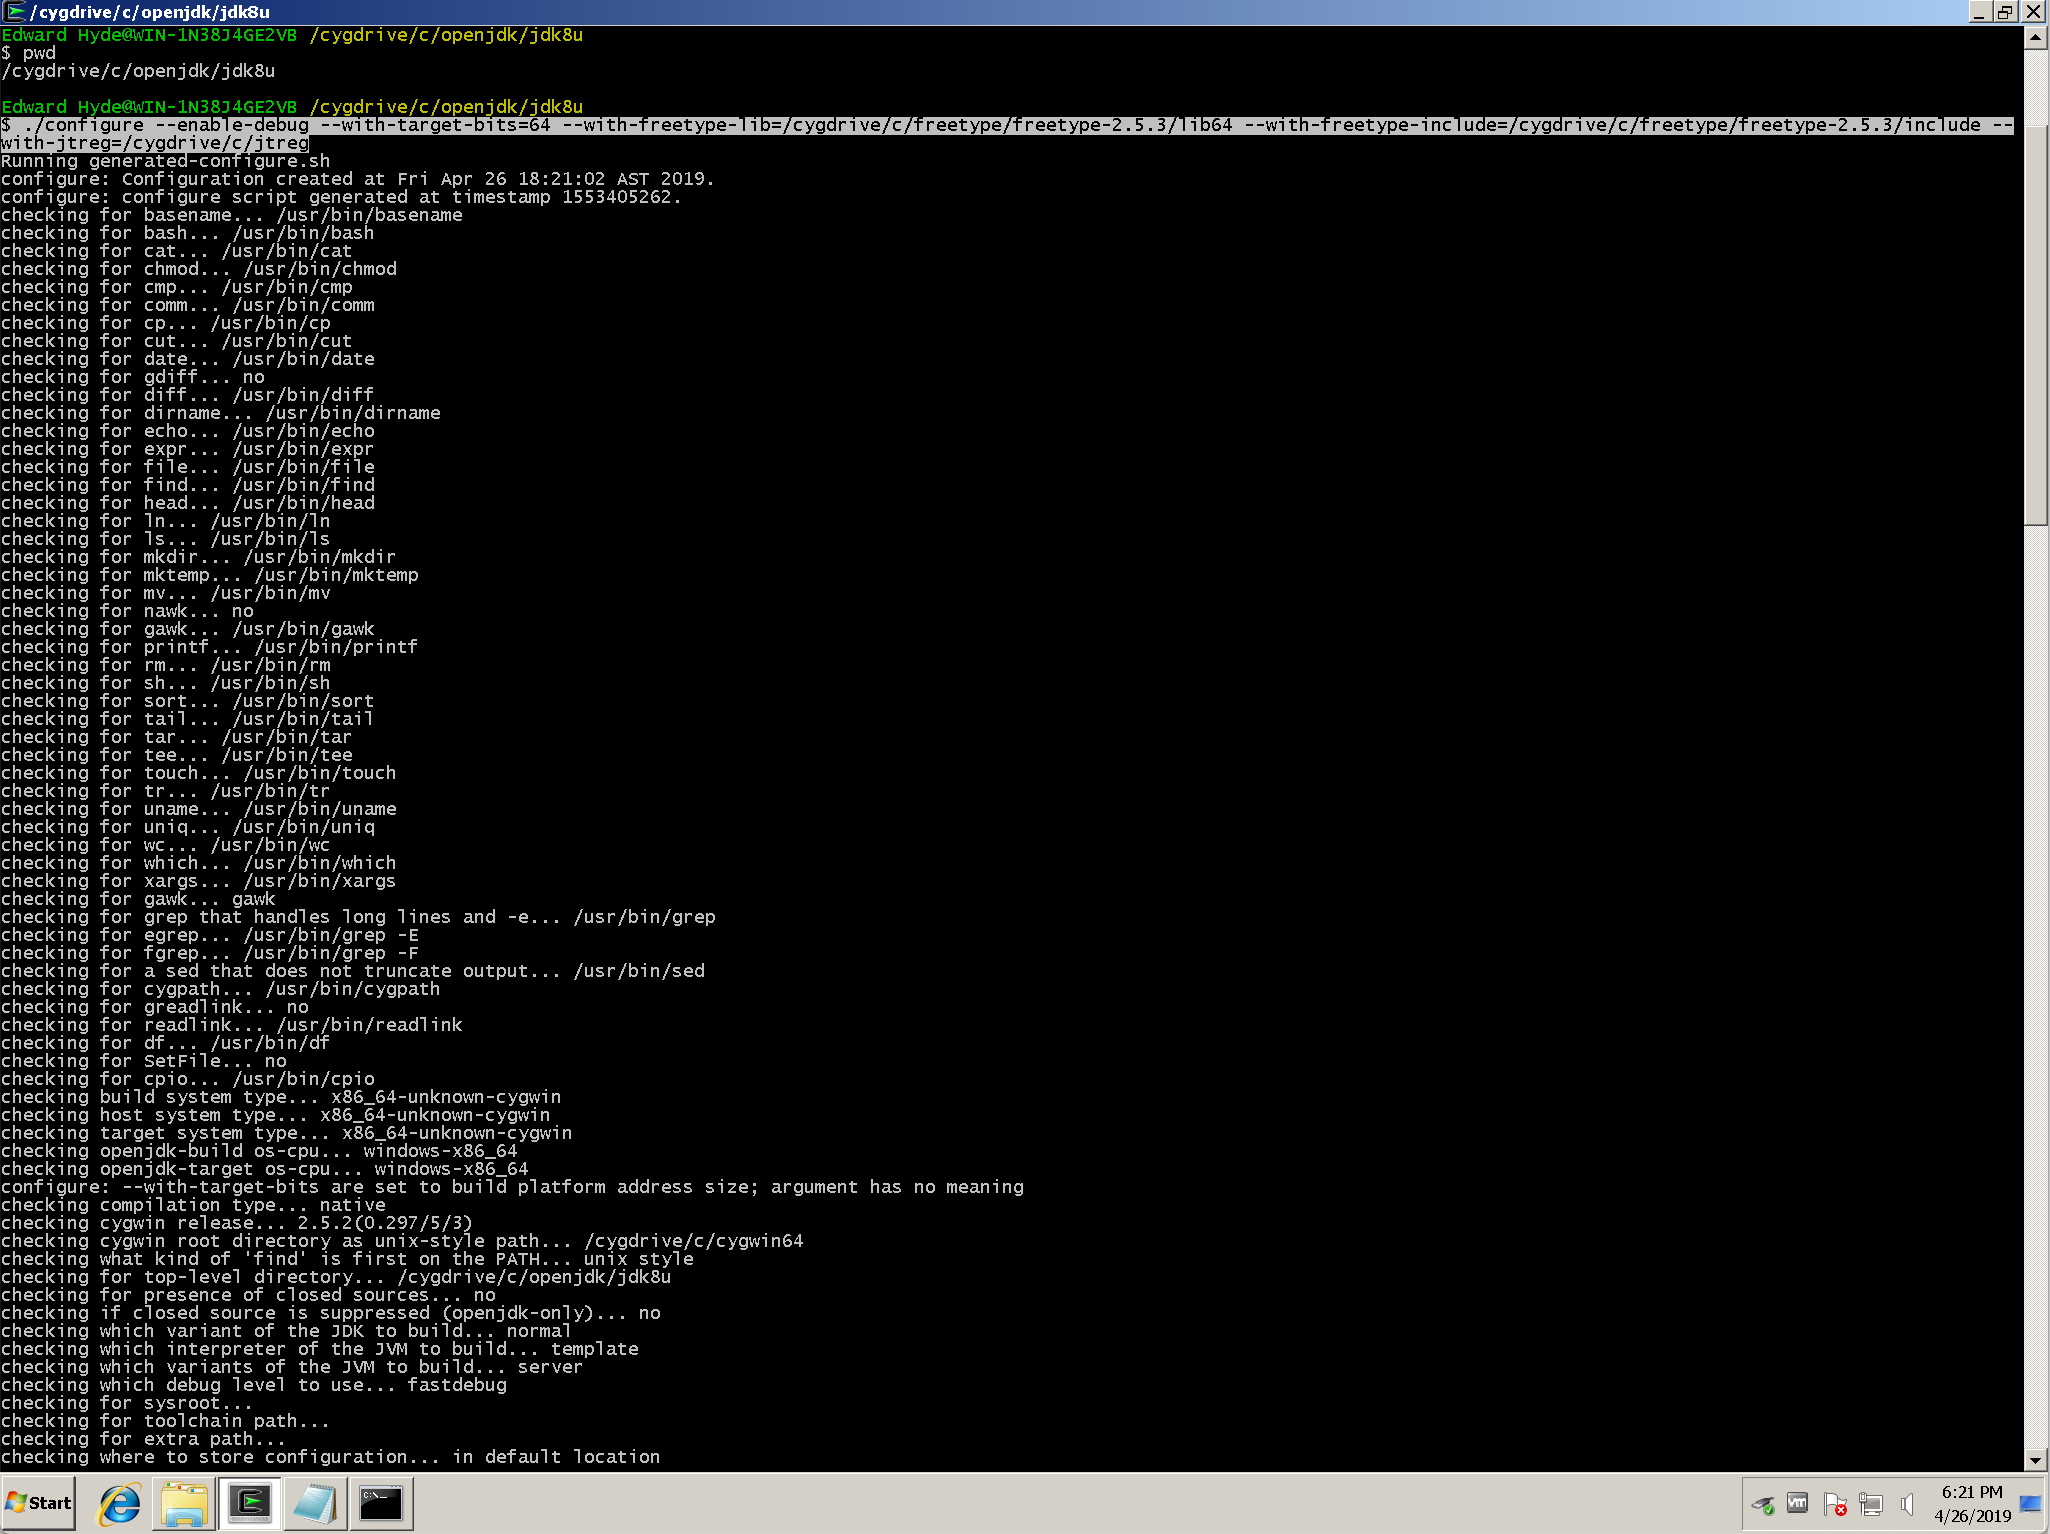 /cygdrive/c/openjdk/jdk8u
Edward Hyde@WIN-1N38J4GE2VB /cygdrive/c/openjdk/jdk8u
$ pwd
/cygdrive/c/openjdk/jdk8u
Edward Hyde@WIN-1N38J4GE2VB /cygdrive/c/openjdk/jdk8u
$ ./configure --enable-debug --with-target-bits=64 --with-freetype-lib=/cygdrive/c/freetype/freetype-2.5.3/lib64 --with-freetype-include=/cygdrive/c/freetype/freetype-2.5.3/include --
with-jtreg=/cygdrive/c/jtreg
Running generated-configure.sh
configure: Configuration created at Fri Apr 26 18:21:02 AST 2019.
configure: configure script generated at timestamp 1553405262.
checking for basename... /usr/bin/basename
checking for bash... /usr/bin/bash
checking for cat... /usr/bin/cat
checking for chmod... /usr/bin/chmod
checking for cmp... /usr/bin/cmp
checking for comm... /usr/bin/comm
checking for cp... /usr/bin/cp
checking for cut... /usr/bin/cut
checking for date... /usr/bin/date
checking for gdiff... no
checking for diff... /usr/bin/diff
checking for dirname... /usr/bin/dirname
checking for echo... /usr/bin/echo
checking for expr... /usr/bin/expr
checking for file... /usr/bin/file
checking for find... /usr/bin/find
checking for head... /usr/bin/head
checking for ln... /usr/bin/ln
checking for ls... /usr/bin/ls
checking for mkdir... /usr/bin/mkdir
checking for mktemp... /usr/bin/mktemp
checking for mv... /usr/bin/mv
checking for nawk... no
checking for gawk... /usr/bin/gawk
checking for printf... /usr/bin/printf
checking for rm... /usr/bin/rm
checking for sh... /usr/bin/sh
checking for sort... /usr/bin/sort
checking for tail... /usr/bin/tail
checking for tar... /usr/bin/tar
checking for tee... /usr/bin/tee
checking for touch... /usr/bin/touch
checking for tr... /usr/bin/tr
checking for uname... /usr/bin/uname
checking for uniq... /usr/bin/uniq
checking for wc... /usr/bin/wc
checking for which... /usr/bin/which
checking for xargs... /usr/bin/xargs
checking for gawk... gawk
checking for grep that handles long lines and -e... /usr/bin/grep
checking for egrep... /usr/bin/grep -E
checking for fgrep... /usr/bin/grep -F
checking for a sed that does not truncate output... /usr/bin/sed
checking for cygpath... /usr/bin/cygpath
checking for greadlink... no
checking for readlink... /usr/bin/readlink
checking for df... /usr/bin/df
checking for SetFile... no
checking for cpio... /usr/bin/cpio
checking build system type... x86_64-unknown-cygwin
checking host system type... x86_64-unknown-cygwin
checking target system type... x86_64-unknown-cygwin
checking openjdk-build os-cpu... windows-x86_64
checking openjdk-target os-cpu... windows-x86_64
configure: --with-target-bits are set to build platform address size; argument has no meaning
checking compilation type... native
checking cygwin release... 2.5.2(0.297/5/3)
checking cygwin root directory as unix-style path... /cygdrive/c/cygwin64
checking what kind of 'find' is first on the PATH... unix style
checking for top-level directory... /cygdrive/c/openjdk/jdk8u
checking for presence of closed sources... no
checking if closed source is suppressed (openjdk-only)... no
checking which variant of the JDK to build... normal
checking which interpreter of the JVM to build... template
checking which variants of the JVM to build... server
checking which debug level to use... fastdebug
checking for sysroot...
checking for toolchain path...
checking for extra path...
checking where to store configuration... in default location
Start
C:\_
vm
6:21 PM
4/26/2019